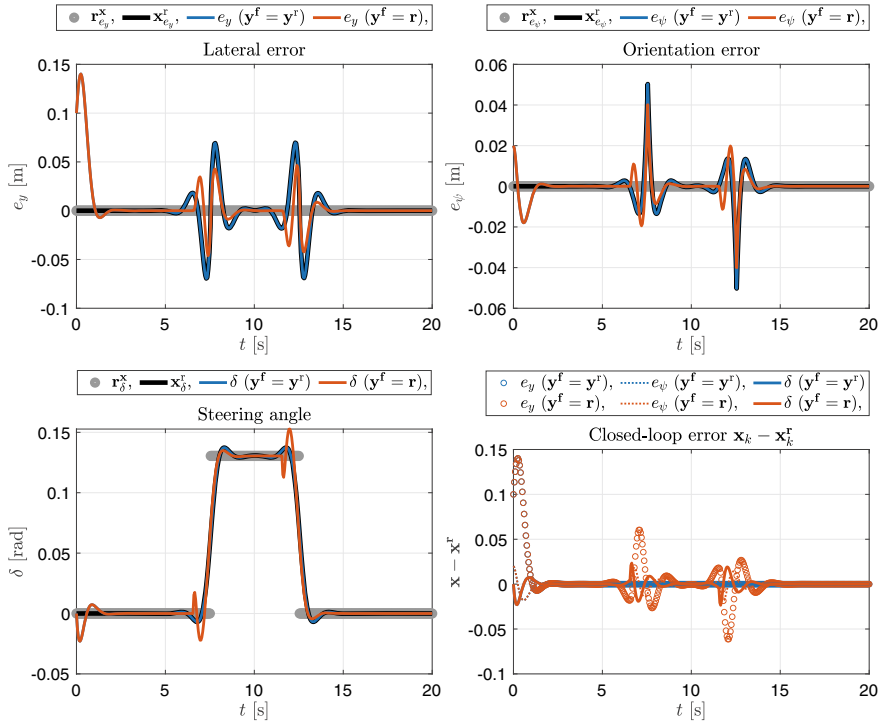 r^x_{e_y} x^r_{e_y} e_y (y^f = y^r) e_y (y^f = r),
Lateral error
0.15
0.1
0.05
0
-0.05
-0.1
e_y [m]
0 5 10 15 20
t [s]
r^x_{e_ψ} x^r_{e_ψ} e_ψ (y^f = y^r) e_ψ (y^f = r),
Orientation error
0.06
0.04
0.02
0
-0.02
-0.04
-0.06
e_ψ [m]
0 5 10 15 20
t [s]
r^x_δ x^r_δ δ (y^f = y^r) δ (y^f = r),
Steering angle
0.15
0.1
0.05
0
-0.05
δ [rad]
0 5 10 15 20
t [s]
e_y (y^f = y^r), e_ψ (y^f = y^r), δ (y^f = y^r)
e_y (y^f = r), e_ψ (y^f = r), δ (y^f = r),
Closed-loop error x_k − x^r_k
0.15
0.1
0.05
0
-0.05
-0.1
x − x^r
0 5 10 15 20
t [s]